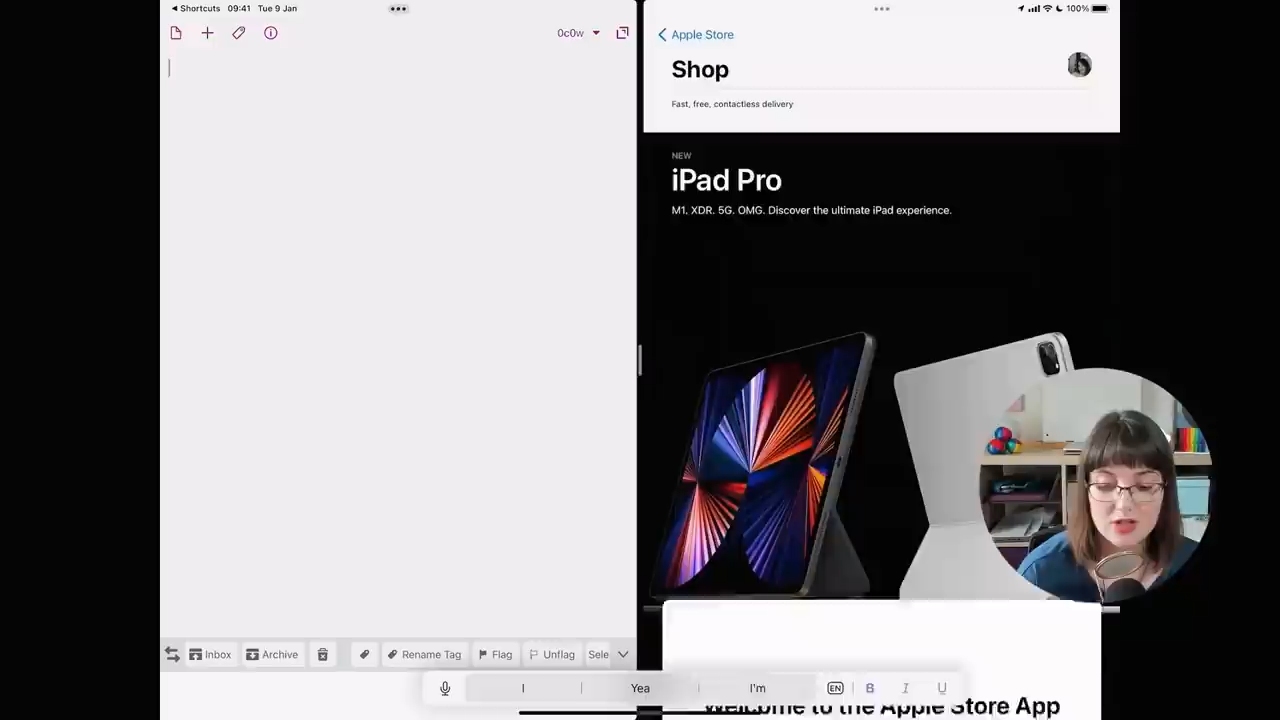 Shortcuts 09:41 Tue 9 Jan
0c0w
Inbox
Archive
Rename Tag
Flag
Unflag
Sele
100%
Apple Store
Shop
Fast, free, contactless delivery
NEW
iPad Pro
M1. XDR. 5G. OMG. Discover the ultimate iPad experience.
I
Yea
I'm
EN
B
I
U
Welcome to the Apple Store App